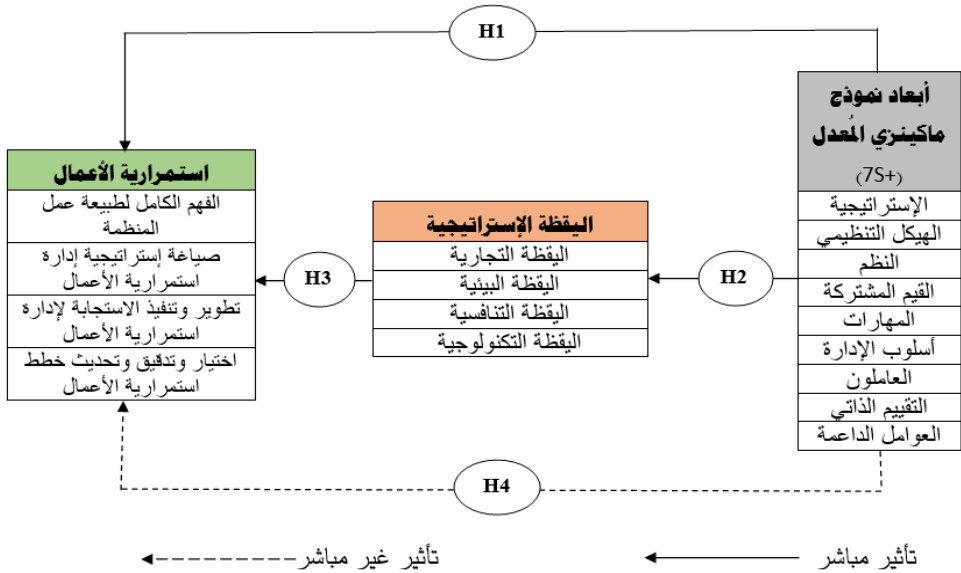 H1
أبعاد نموذج
ماكينزي المُعدل
(7S+)
الإستراتيجية
الهيكل التنظيمي
النظم
القيم المشتركة
المهارات
أسلوب الإدارة
العاملون
التقييم الذاتي
العوامل الداعمة
H2
اليقظة الإستراتيجية
اليقظة التجارية
اليقظة البيئية
اليقظة التنافسية
اليقظة التكنولوجية
H3
استمرارية الأعمال
الفهم الكامل لطبيعة عمل
المنظمة
صياغة إستراتيجية إدارة
استمرارية الأعمال
تطوير وتنفيذ الاستجابة لإدارة
استمرارية الأعمال
اختيار وتدقيق وتحديث خطط
استمرارية الأعمال
H4
تأثير مباشر
تأثير غير مباشر